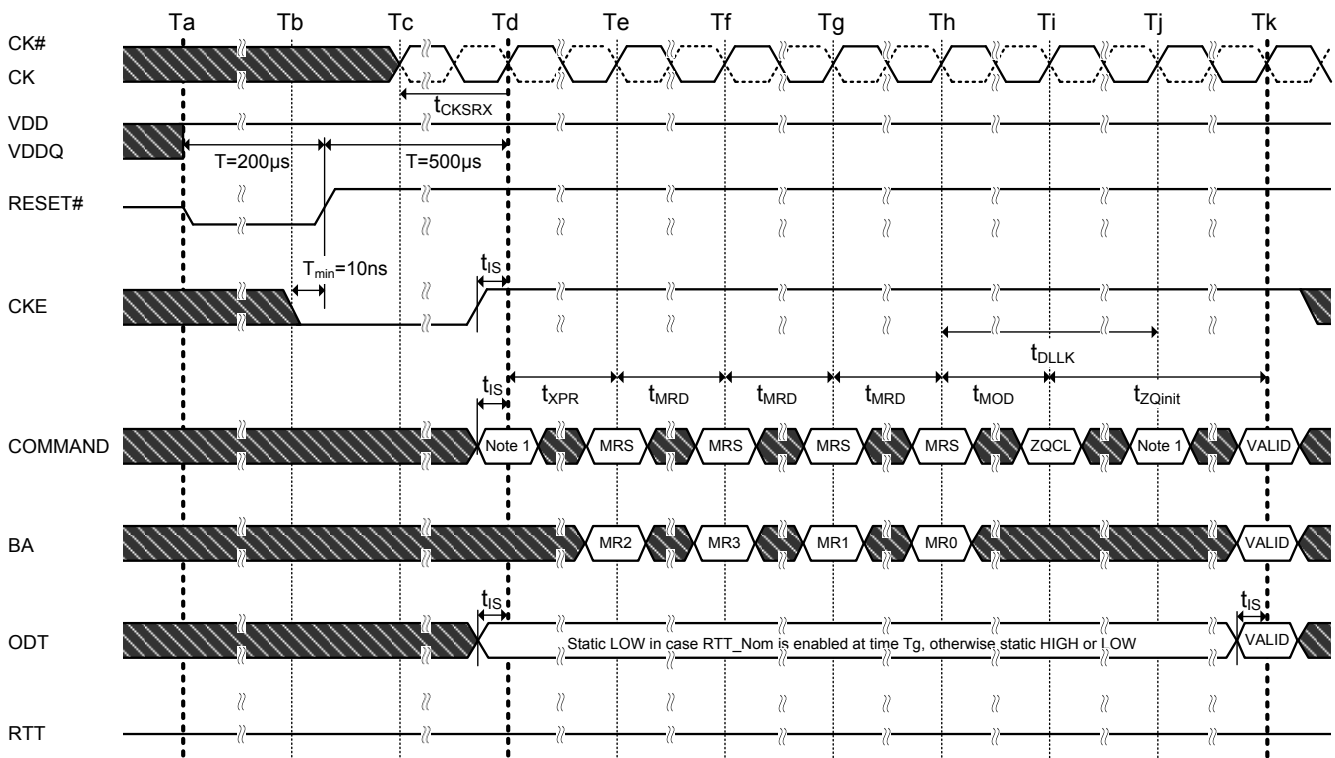 Ta Tb Tc Td Te Tf Tg Th Ti Tj Tk
CK#
CK
tCKSRX
VDD
VDDQ
T=200µs T=500µs
RESET#
Tmin=10ns tIS
CKE
tDLLK
tIS tXPR tMRD tMRD tMRD tMOD tZQinit
COMMAND Note 1 MRS MRS MRS MRS ZQCL Note 1 VALID
BA MR2 MR3 MR1 MR0 VALID
tIS tIS
ODT Static LOW in case RTT_Nom is enabled at time Tg, otherwise static HIGH or LOW VALID
RTT